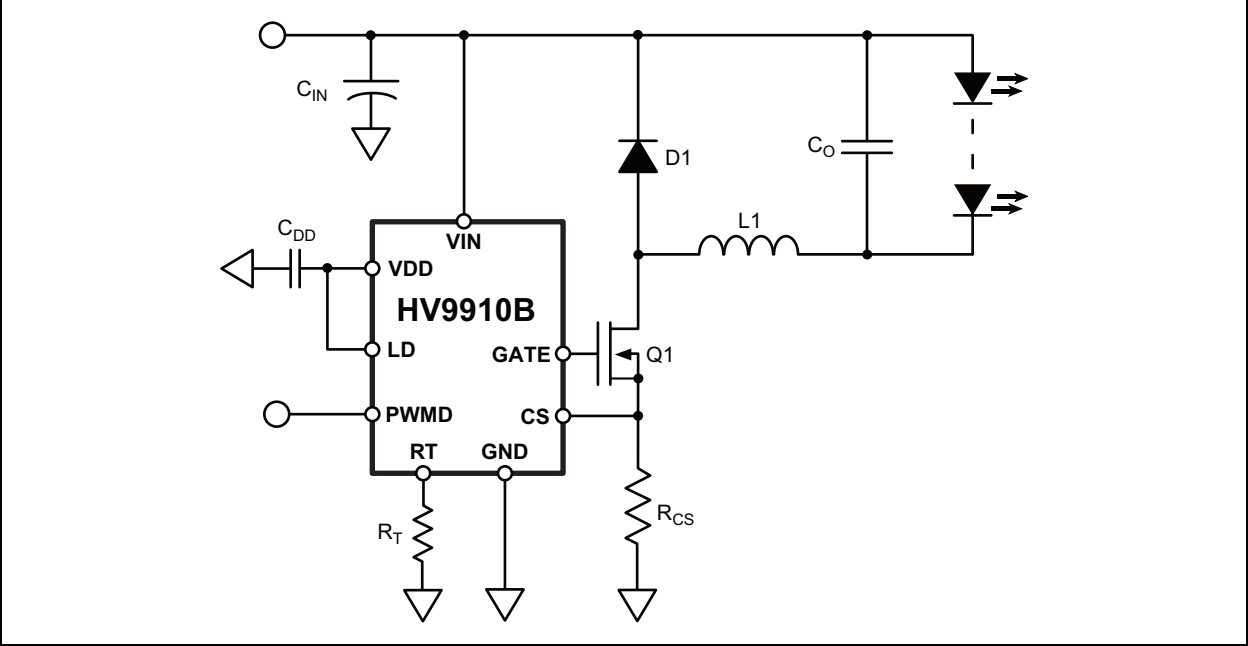 C_IN
D1
C_O
L1
C_DD
VIN
VDD
HV9910B
LD
GATE
Q1
PWMD
CS
RT
GND
R_T
R_CS